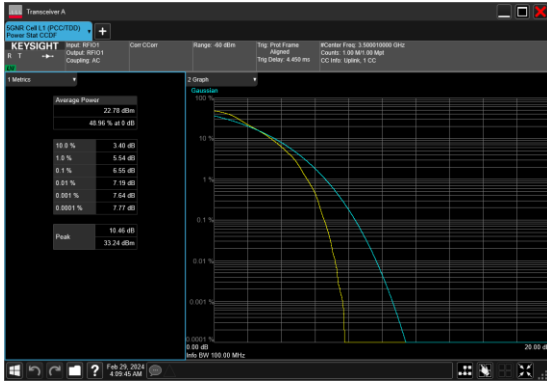 Transceiver A
5GNR Cell L1 (PCC/TDD)
Power Stat CCDF
KEYSIGHT
R T
Input: RFIO1
Output: RFIO1
Coupling: AC
Corr CCorr
Range: -60 dBm
Trig: Prot Frame
Aligned
Trig Delay: 4.450 ms
#Center Freq: 3.500010000 GHz
Counts: 1.00 M/1.00 Mpt
CC Info: Uplink, 1 CC
1 Metrics
Average Power
22.78 dBm
40.96 % at 0 dB
10.0 % 3.40 dB
1.0 % 5.54 dB
0.1 % 6.55 dB
0.01 % 7.19 dB
0.001 % 7.64 dB
0.0001 % 7.77 dB
Peak 10.46 dB
33.24 dBm
2 Graph
Gaussian
100 %
10 %
1 %
0.1 %
0.01 %
0.001 %
0.0001 %
0.00 dB 20.00 dB
Info BW 100.00 MHz
Feb 29, 2024
4:09:45 AM